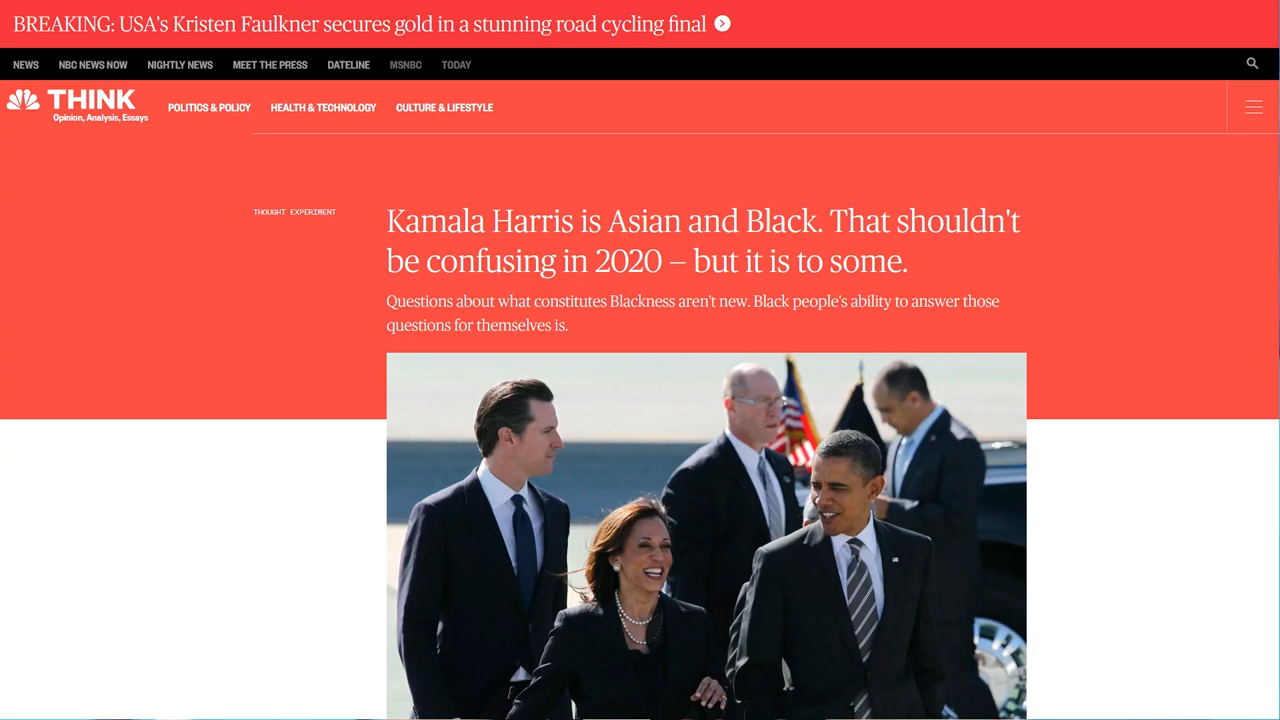 BREAKING: USA's Kristen Faulkner secures gold in a stunning road cycling final
NEWS NBC NEWS NOW NIGHTLY NEWS MEET THE PRESS DATELINE MSNBC TODAY
THINK POLITICS & POLICY HEALTH & TECHNOLOGY CULTURE & LIFESTYLE
Opinion, Analysis, Essays
THOUGHT EXPERIMENT
Kamala Harris is Asian and Black. That shouldn't
be confusing in 2020 – but it is to some.
Questions about what constitutes Blackness aren't new. Black people's ability to answer those
questions for themselves is.